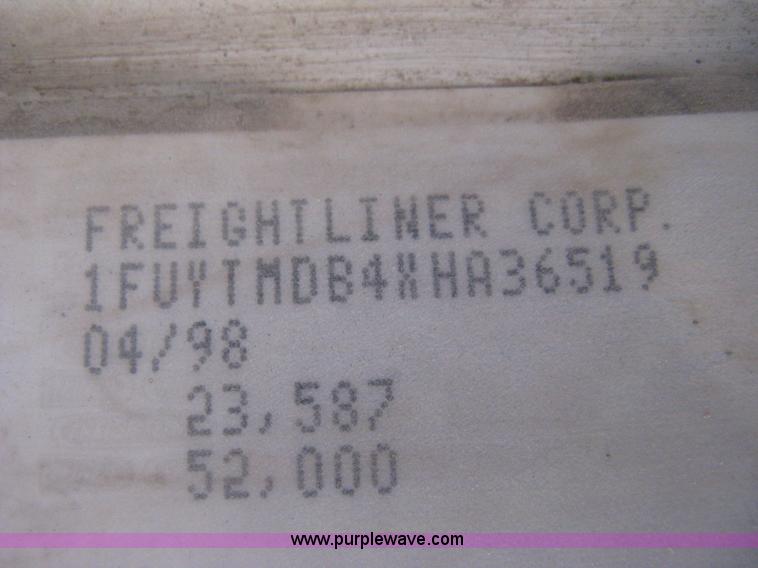 FREIGHTLINER CORP.
1FUYTMDB4XHA36519
04/98
23,587
52,000
www.purplewave.com